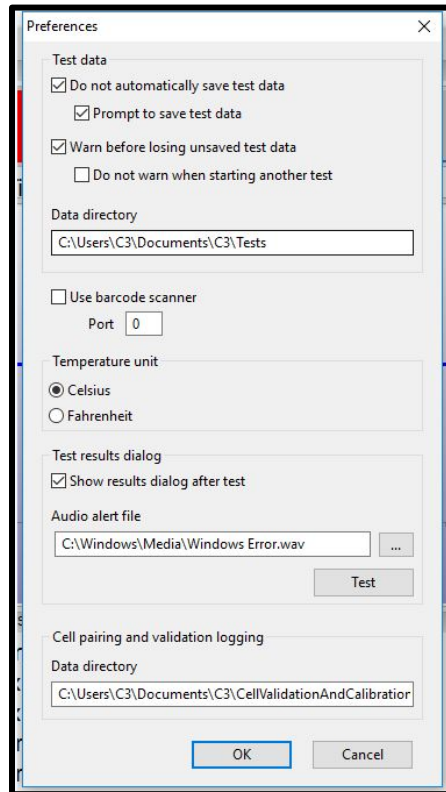 Preferences
Test data
Do not automatically save test data
Prompt to save test data
Warn before losing unsaved test data
Do not warn when starting another test
Data directory
C:\Users\C3\Documents\C3\Tests
Use barcode scanner
Port 0
Temperature unit
Celsius
Fahrenheit
Test results dialog
Show results dialog after test
Audio alert file
C:\Windows\Media\Windows Error.wav ...
Test
Cell pairing and validation logging
Data directory
C:\Users\C3\Documents\C3\CellValidationAndCalibration
OK Cancel